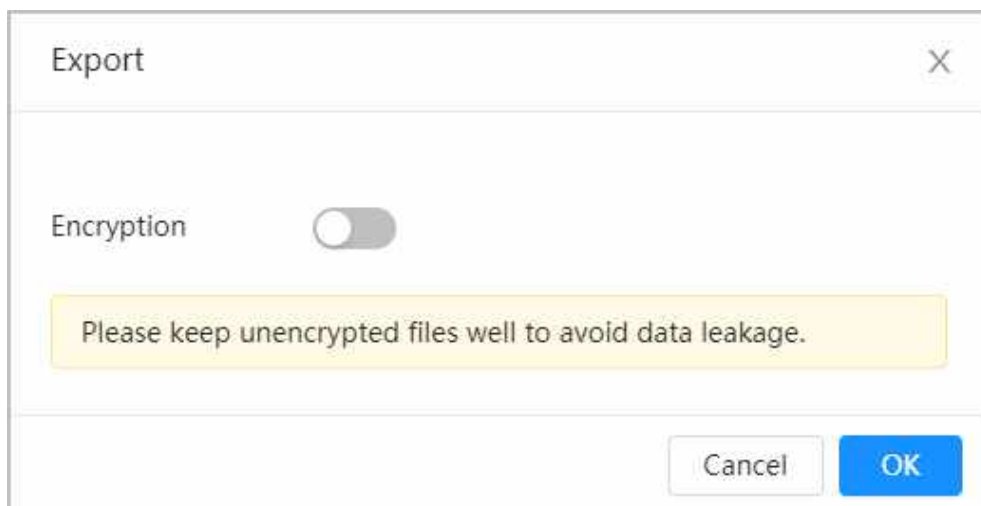 Export
Encryption
Please keep unencrypted files well to avoid data leakage.
Cancel OK